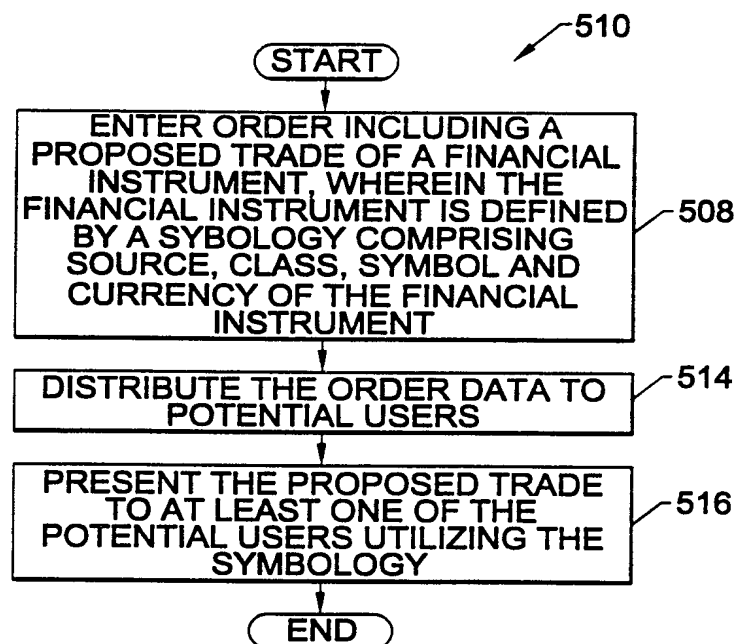 510
START
ENTER ORDER INCLUDING A
PROPOSED TRADE OF A FINANCIAL
INSTRUMENT, WHEREIN THE
FINANCIAL INSTRUMENT IS DEFINED
BY A SYBOLOGY COMPRISING
SOURCE, CLASS, SYMBOL AND
CURRENCY OF THE FINANCIAL
INSTRUMENT
508
DISTRIBUTE THE ORDER DATA TO
POTENTIAL USERS
514
PRESENT THE PROPOSED TRADE
TO AT LEAST ONE OF THE
POTENTIAL USERS UTILIZING THE
SYMBOLOGY
516
END